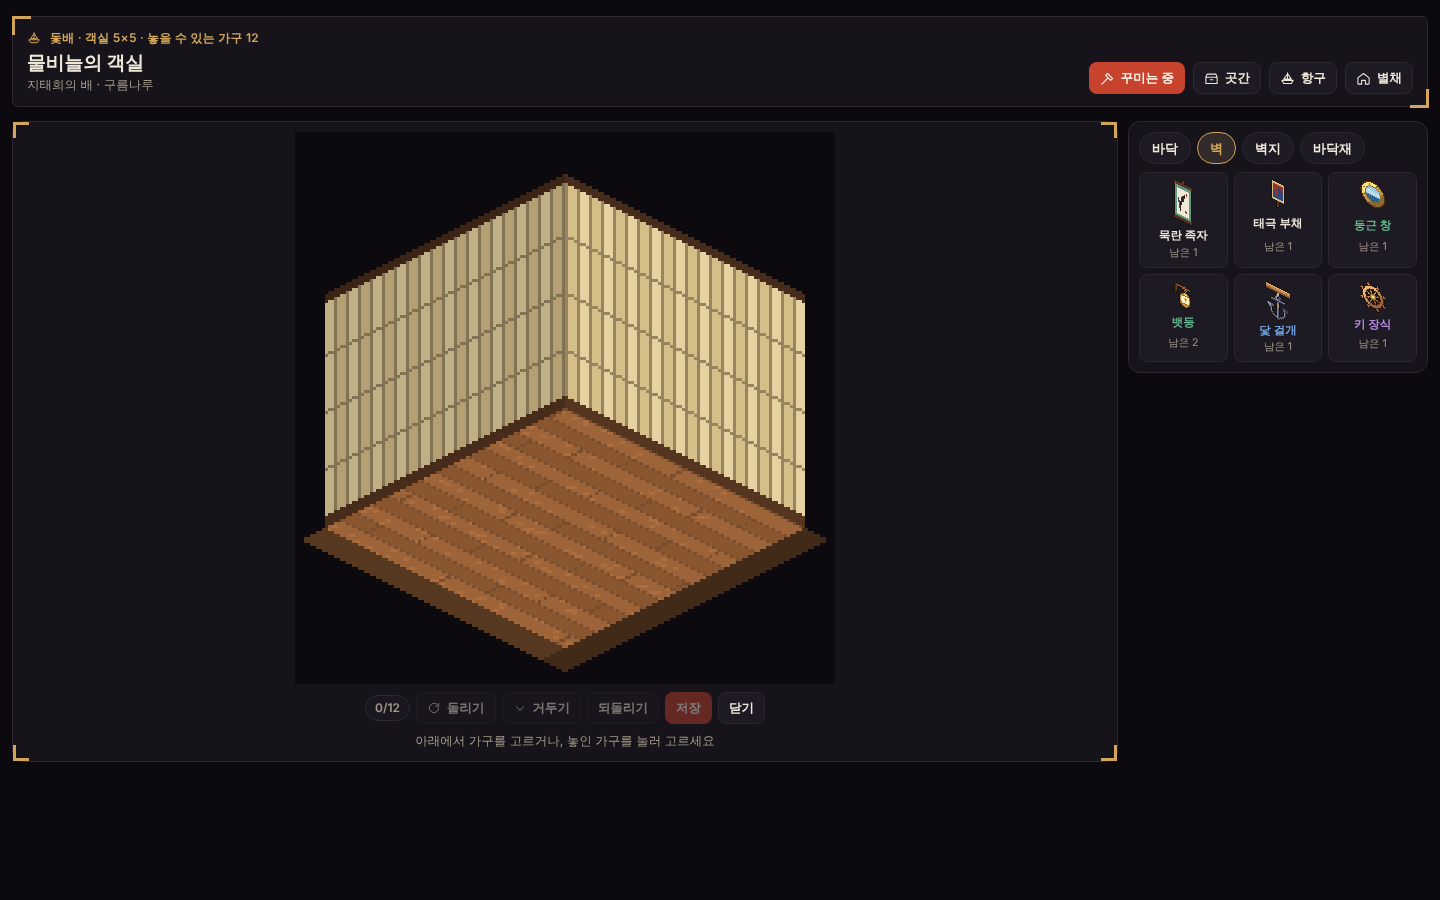 돛배 · 객실 5×5 · 놓을 수 있는 가구 12
물비늘의 객실
지태희의 배 · 구름나루
꾸미는 중
곳간
항구
별채
바닥
벽
벽지
바닥재
묵란 족자
남은 1
태극 부채
남은 1
둥근 창
남은 1
뱃등
남은 2
닻 걸개
남은 1
키 장식
남은 1
0/12
돌리기
거두기
되돌리기
저장
닫기
아래에서 가구를 고르거나, 놓인 가구를 눌러 고르세요